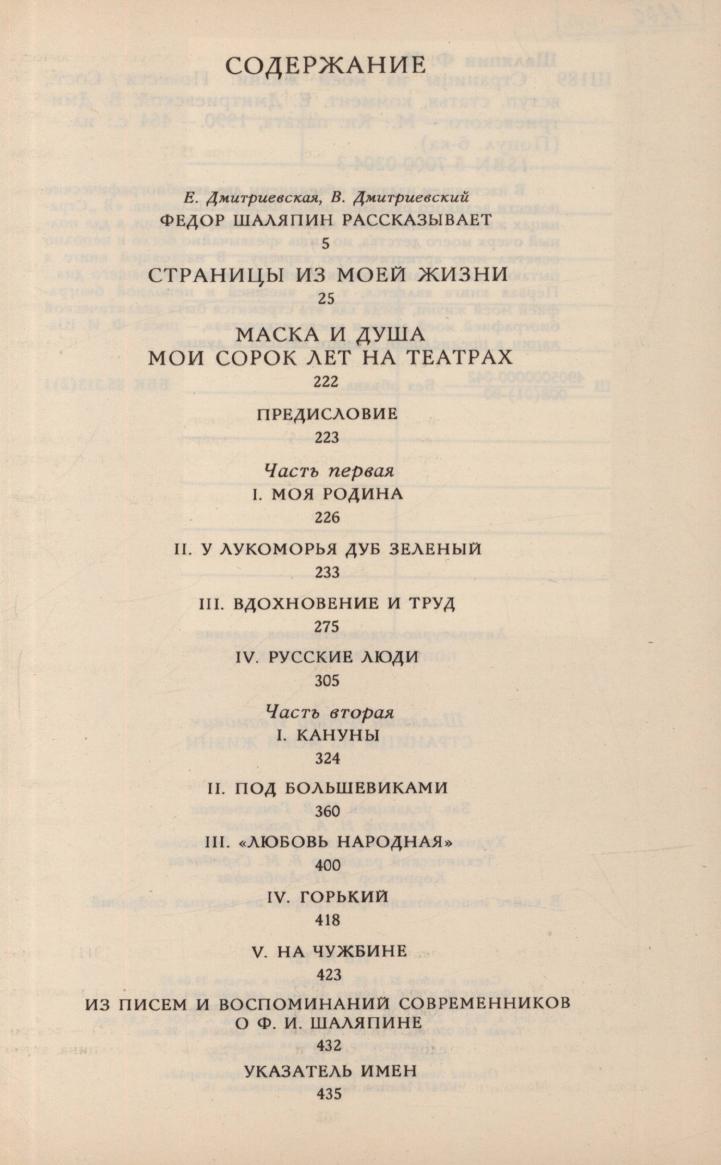 СОДЕРЖАНИЕ
Е. Дмитриевская, В. Дмитриевский
ФЕДОР ШАЛЯПИН РАССКАЗЫВАЕТ
5
СТРАНИЦЫ ИЗ МОЕЙ ЖИЗНИ
25
МАСКА И ДУША
МОИ СОРОК ЛЕТ НА ТЕАТРАХ
222
ПРЕДИСЛОВИЕ
223
Часть первая
I. МОЯ РОДИНА
226
II. У ЛУКОМОРЬЯ ДУБ ЗЕЛЕНЫЙ
233
III. ВДОХНОВЕНИЕ И ТРУД
275
IV. РУССКИЕ ЛЮДИ
305
Часть вторая
I. КАНУНЫ
324
II. ПОД БОЛЬШЕВИКАМИ
360
III. «ЛЮБОВЬ НАРОДНАЯ»
400
IV. ГОРЬКИЙ
418
V. НА ЧУЖБИНЕ
423
ИЗ ПИСЕМ И ВОСПОМИНАНИЙ СОВРЕМЕННИКОВ
О Ф. И. ШАЛЯПИНЕ
432
УКАЗАТЕЛЬ ИМЕН
435